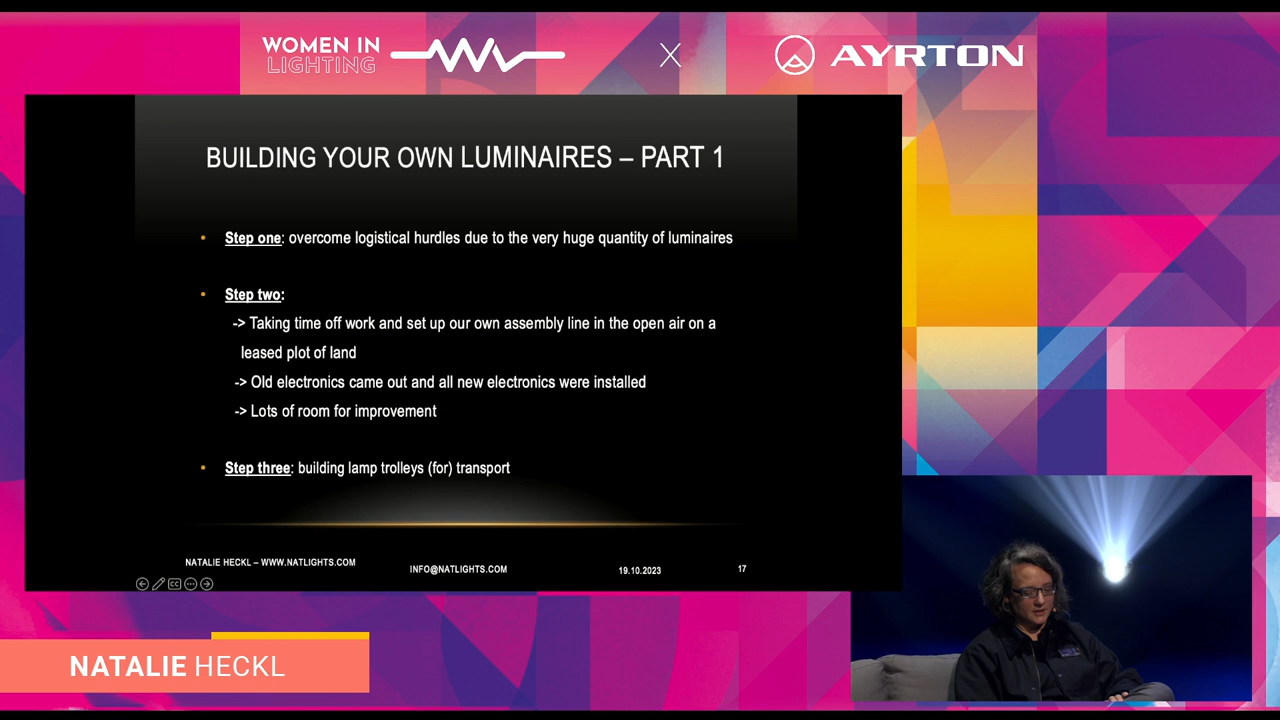 WOMEN IN
LIGHTING
X
AYRTON
BUILDING YOUR OWN LUMINAIRES – PART 1
• Step one: overcome logistical hurdles due to the very huge quantity of luminaires
• Step two:
-> Taking time off work and set up our own assembly line in the open air on a
leased plot of land
-> Old electronics came out and all new electronics were installed
-> Lots of room for improvement
• Step three: building lamp trolleys (for) transport
NATALIE HECKL – WWW.NATLIGHTS.COM
INFO@NATLIGHTS.COM
19.10.2023
17
CC
NATALIE HECKL